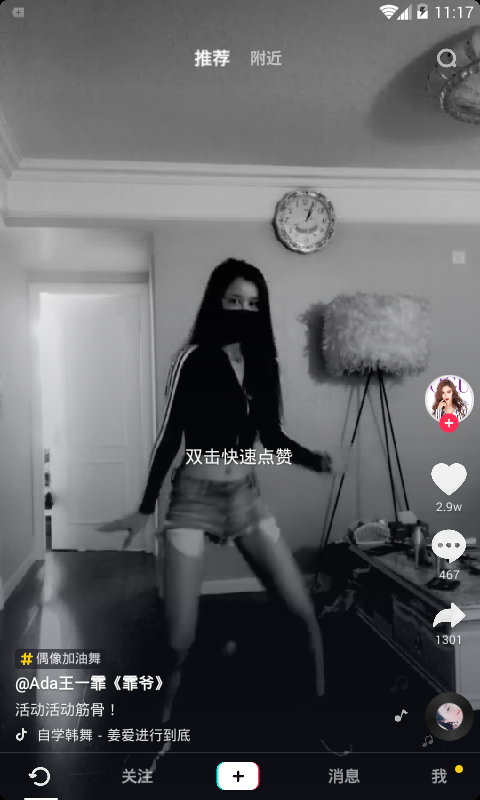 11:17
推荐 附近
双击快速点赞
2.9w
467
1301
#偶像加油舞
@Ada王一霏《霏爷》
活动活动筋骨！
自学韩舞 - 姜爱进行到底
关注
消息
我